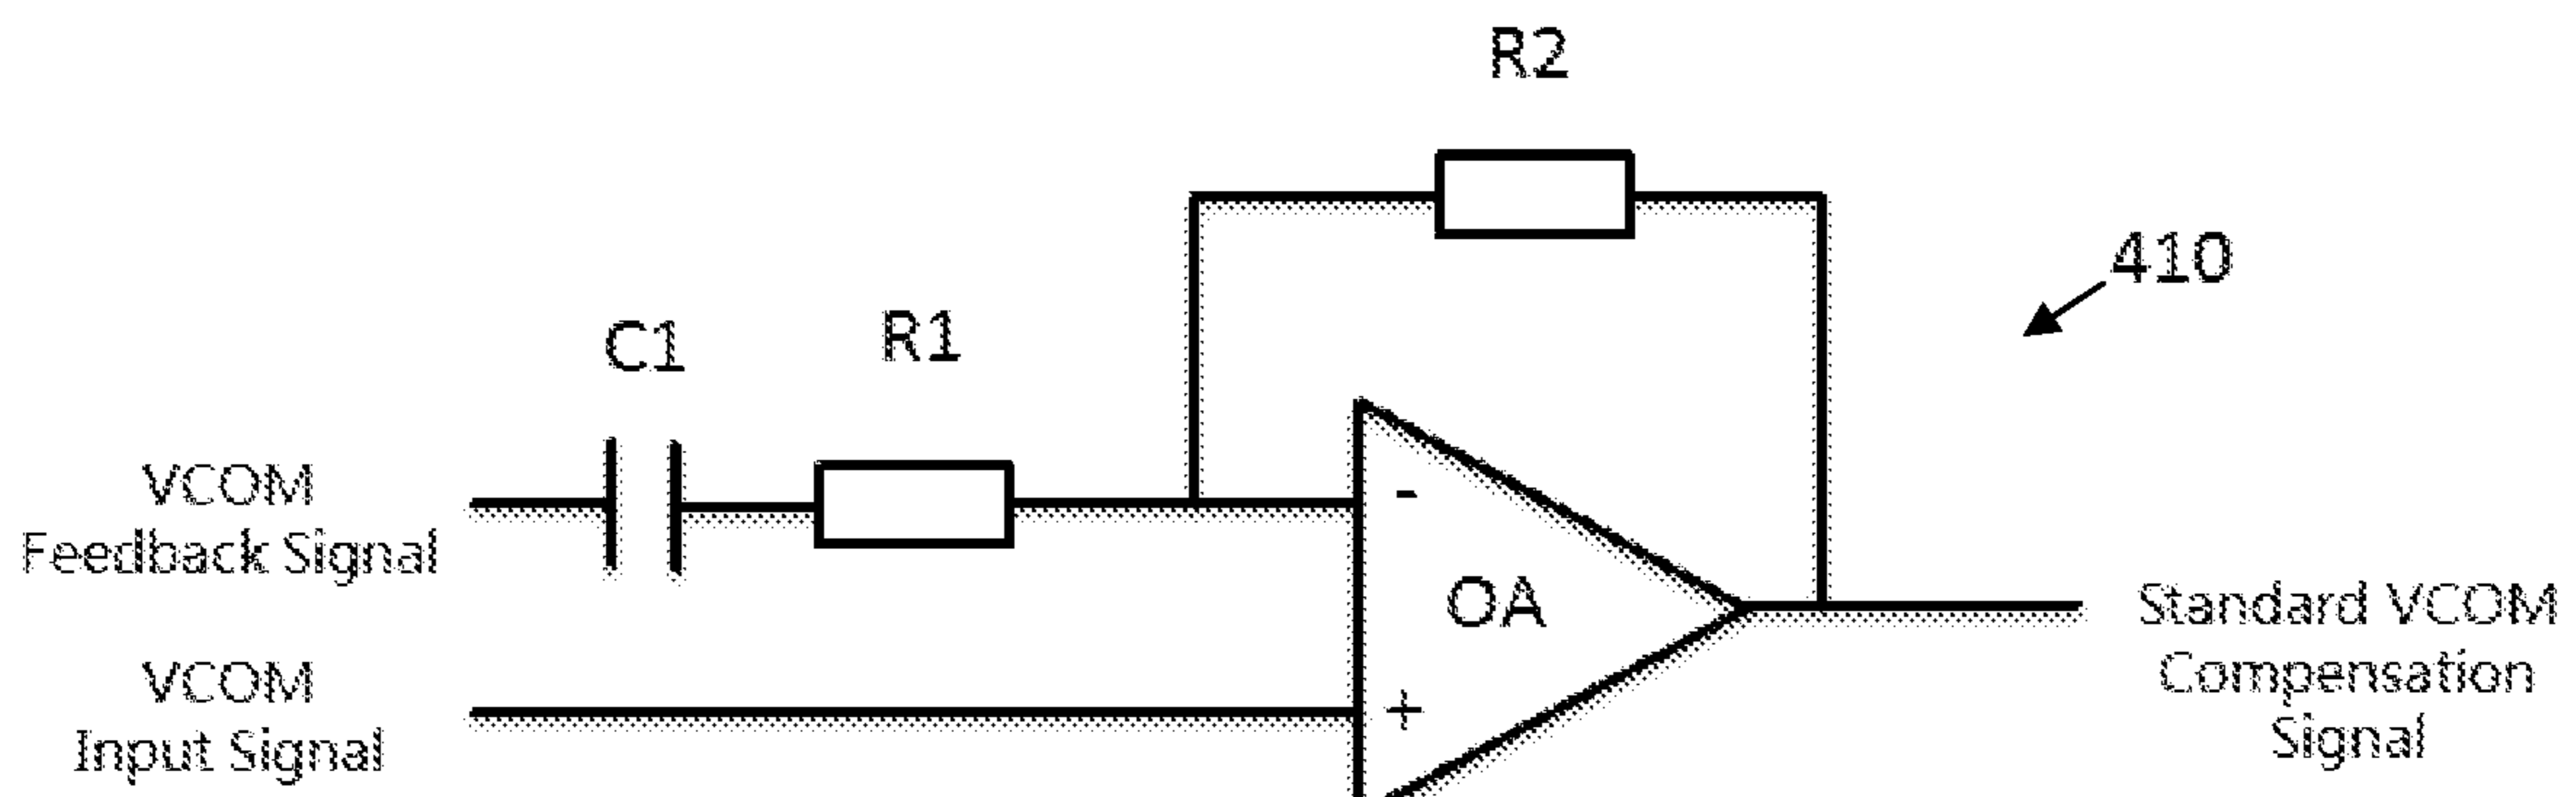 R2
410
C1
R1
VCOM
Feedback Signal
-
OA
VCOM
Input Signal
+
Standard VCOM
Compensation
Signal